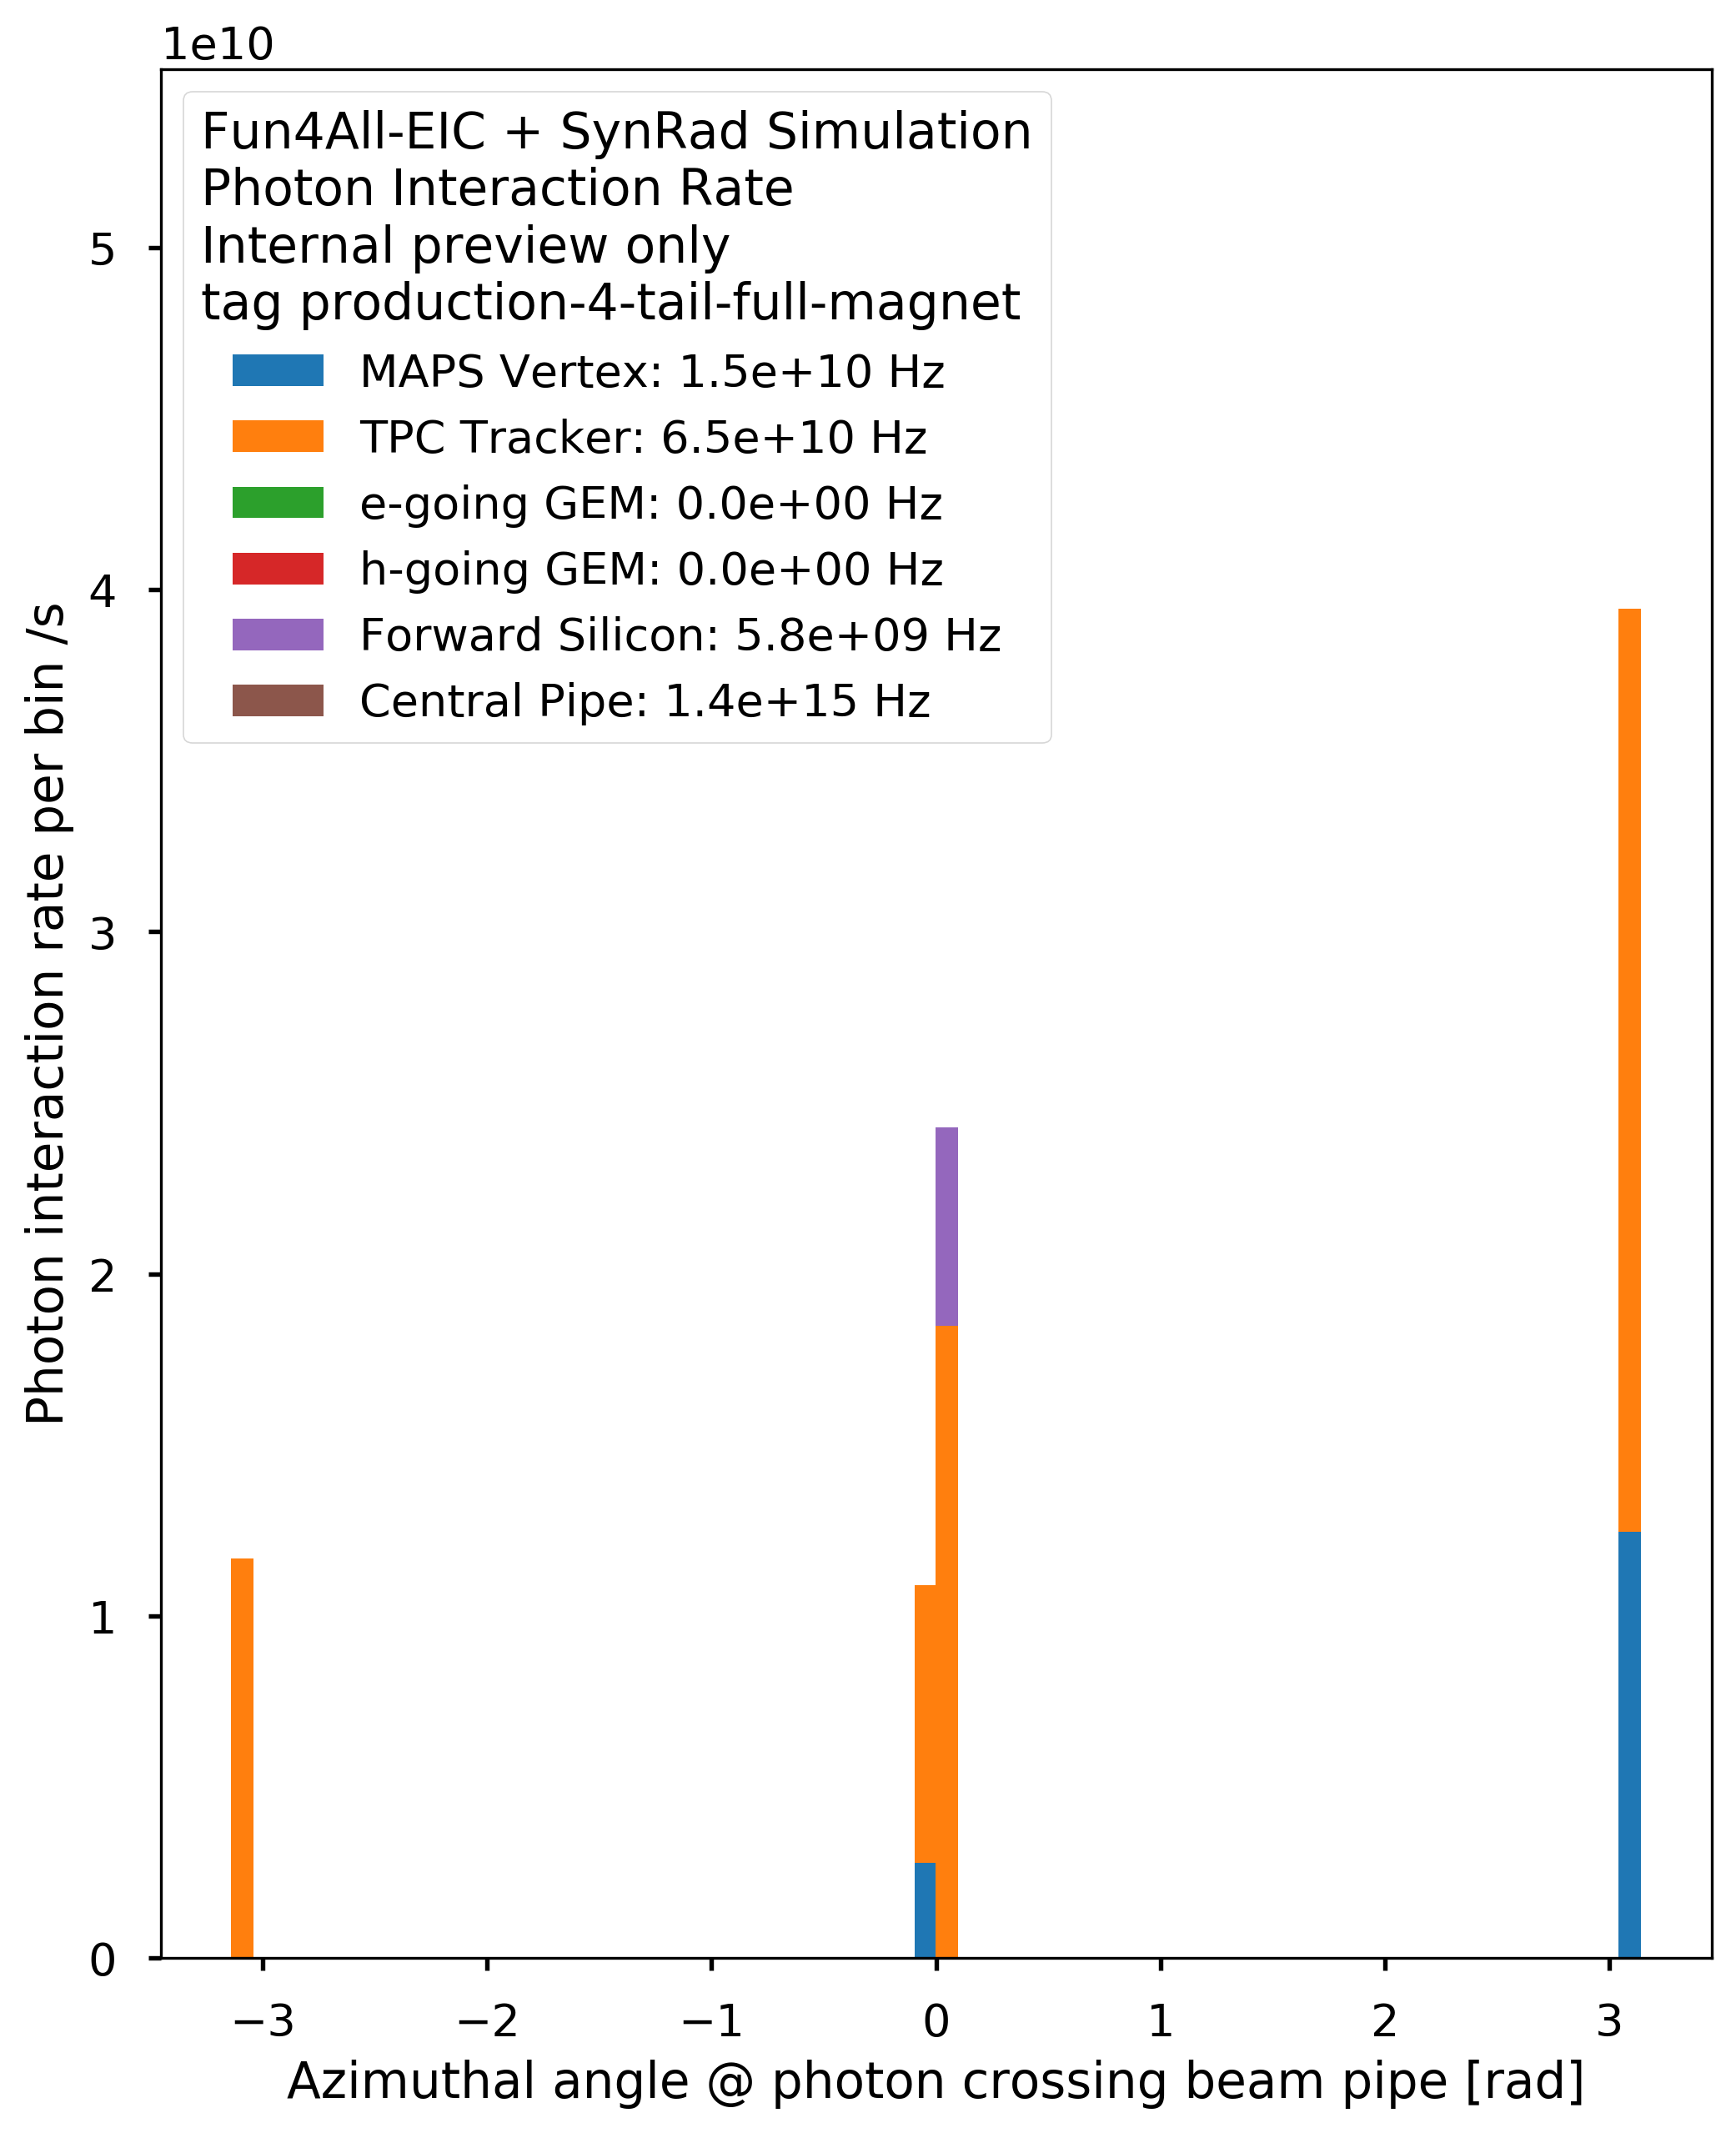 1e10
Fun4All-EIC + SynRad Simulation
Photon Interaction Rate
Internal preview only
tag production-4-tail-full-magnet
MAPS Vertex: 1.5e+10 Hz
TPC Tracker: 6.5e+10 Hz
e-going GEM: 0.0e+00 Hz
h-going GEM: 0.0e+00 Hz
Forward Silicon: 5.8e+09 Hz
Central Pipe: 1.4e+15 Hz
Photon interaction rate per bin /s
5
4
3
2
1
0
−3 −2 −1 0 1 2 3
Azimuthal angle @ photon crossing beam pipe [rad]